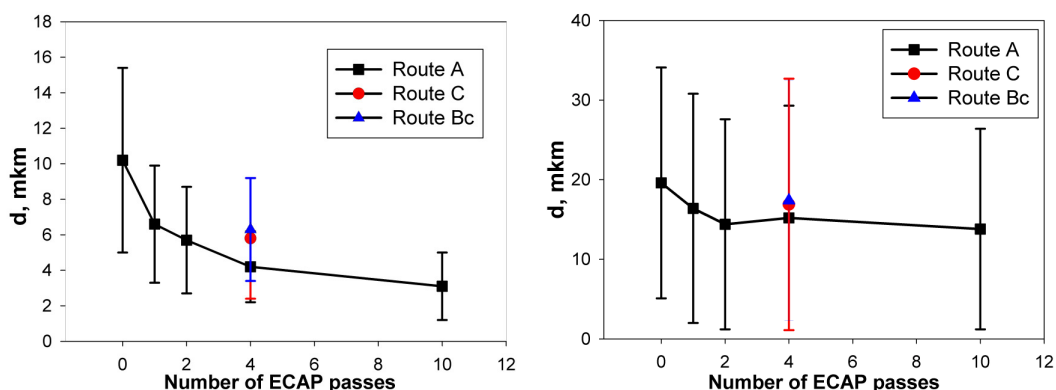 18
16
14
12
10
8
6
4
2
0
d, mkm
Route A
Route C
Route Bc
0 2 4 6 8 10 12
Number of ECAP passes
40
30
20
10
0
d, mkm
Route A
Route C
Route Bc
0 2 4 6 8 10 12
Number of ECAP passes